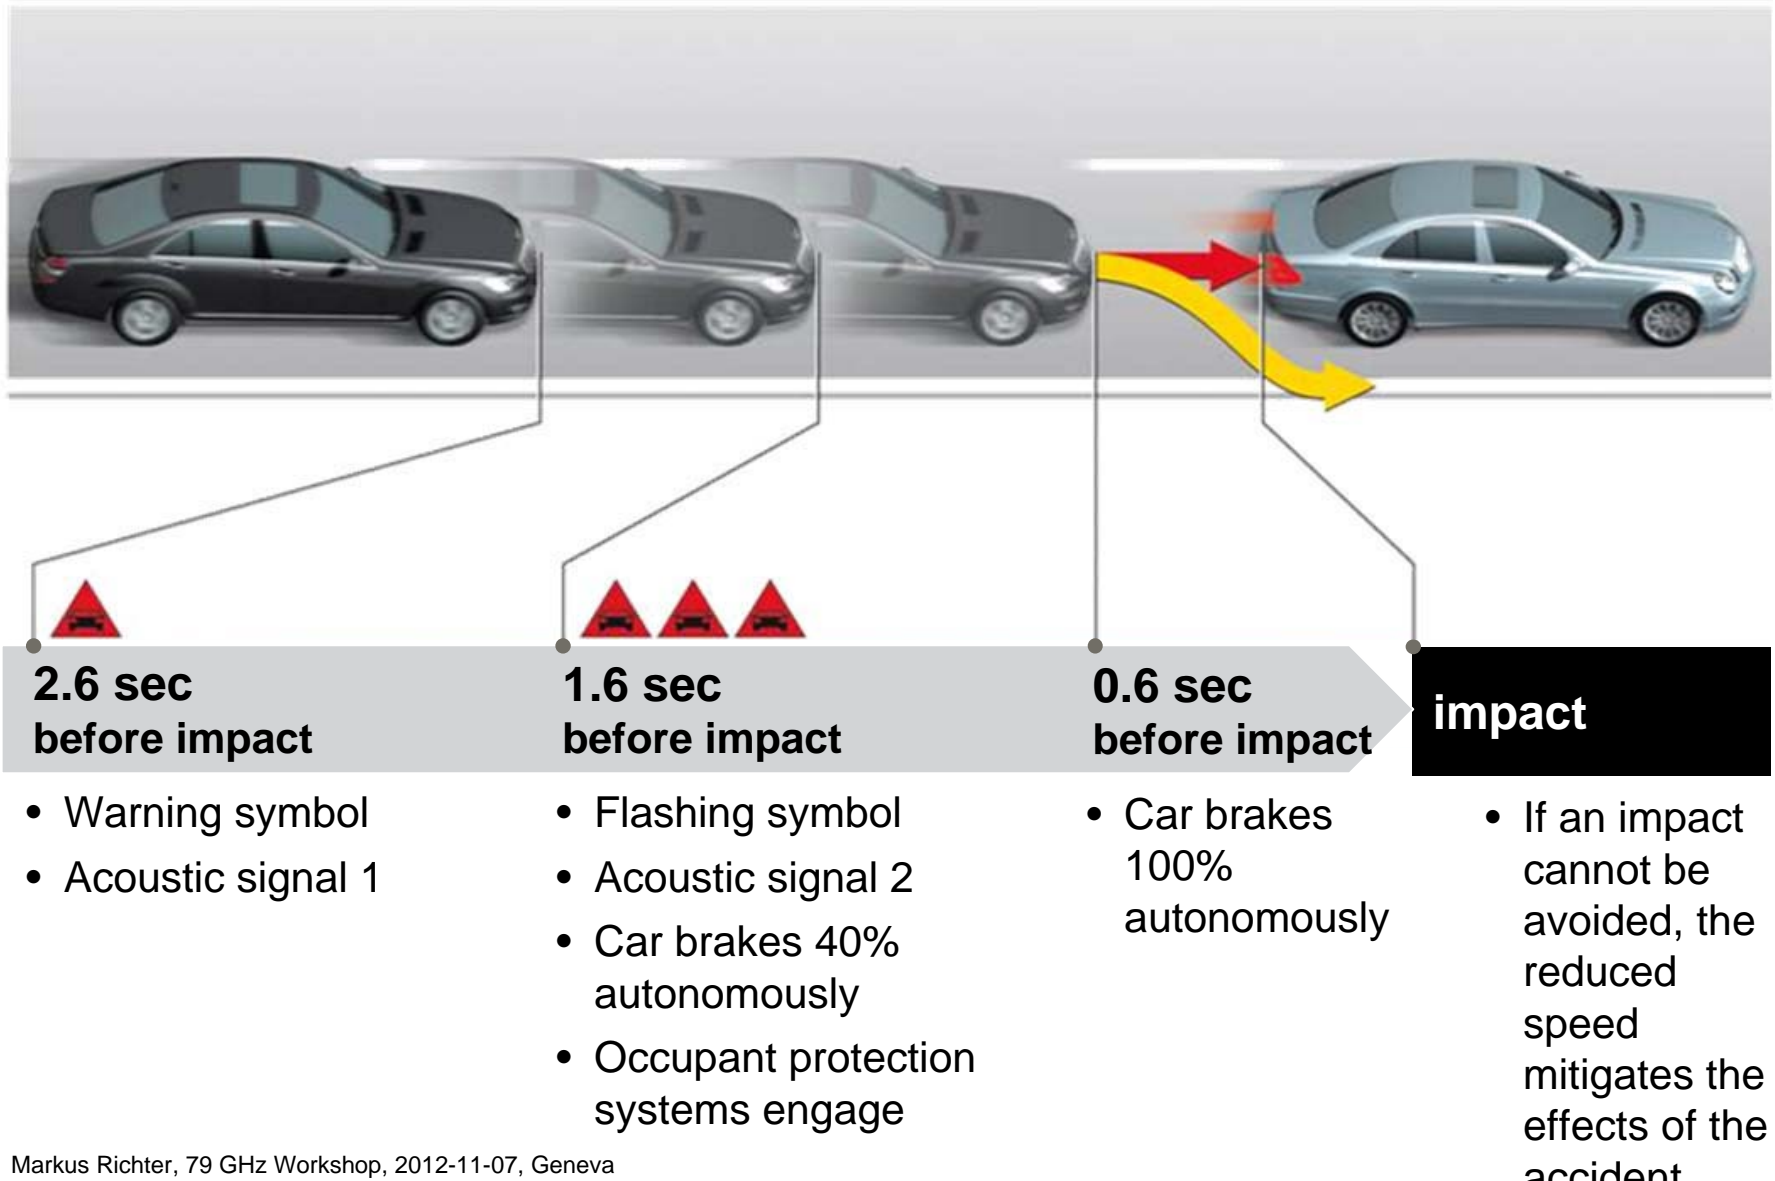 2.6 sec
before impact
1.6 sec
before impact
0.6 sec
before impact
impact
• Warning symbol
• Acoustic signal 1
• Flashing symbol
• Acoustic signal 2
• Car brakes 40%
autonomously
• Occupant protection
systems engage
• Car brakes
100%
autonomously
• If an impact
cannot be
avoided, the
reduced
speed
mitigates the
effects of the
accident
Markus Richter, 79 GHz Workshop, 2012-11-07, Geneva